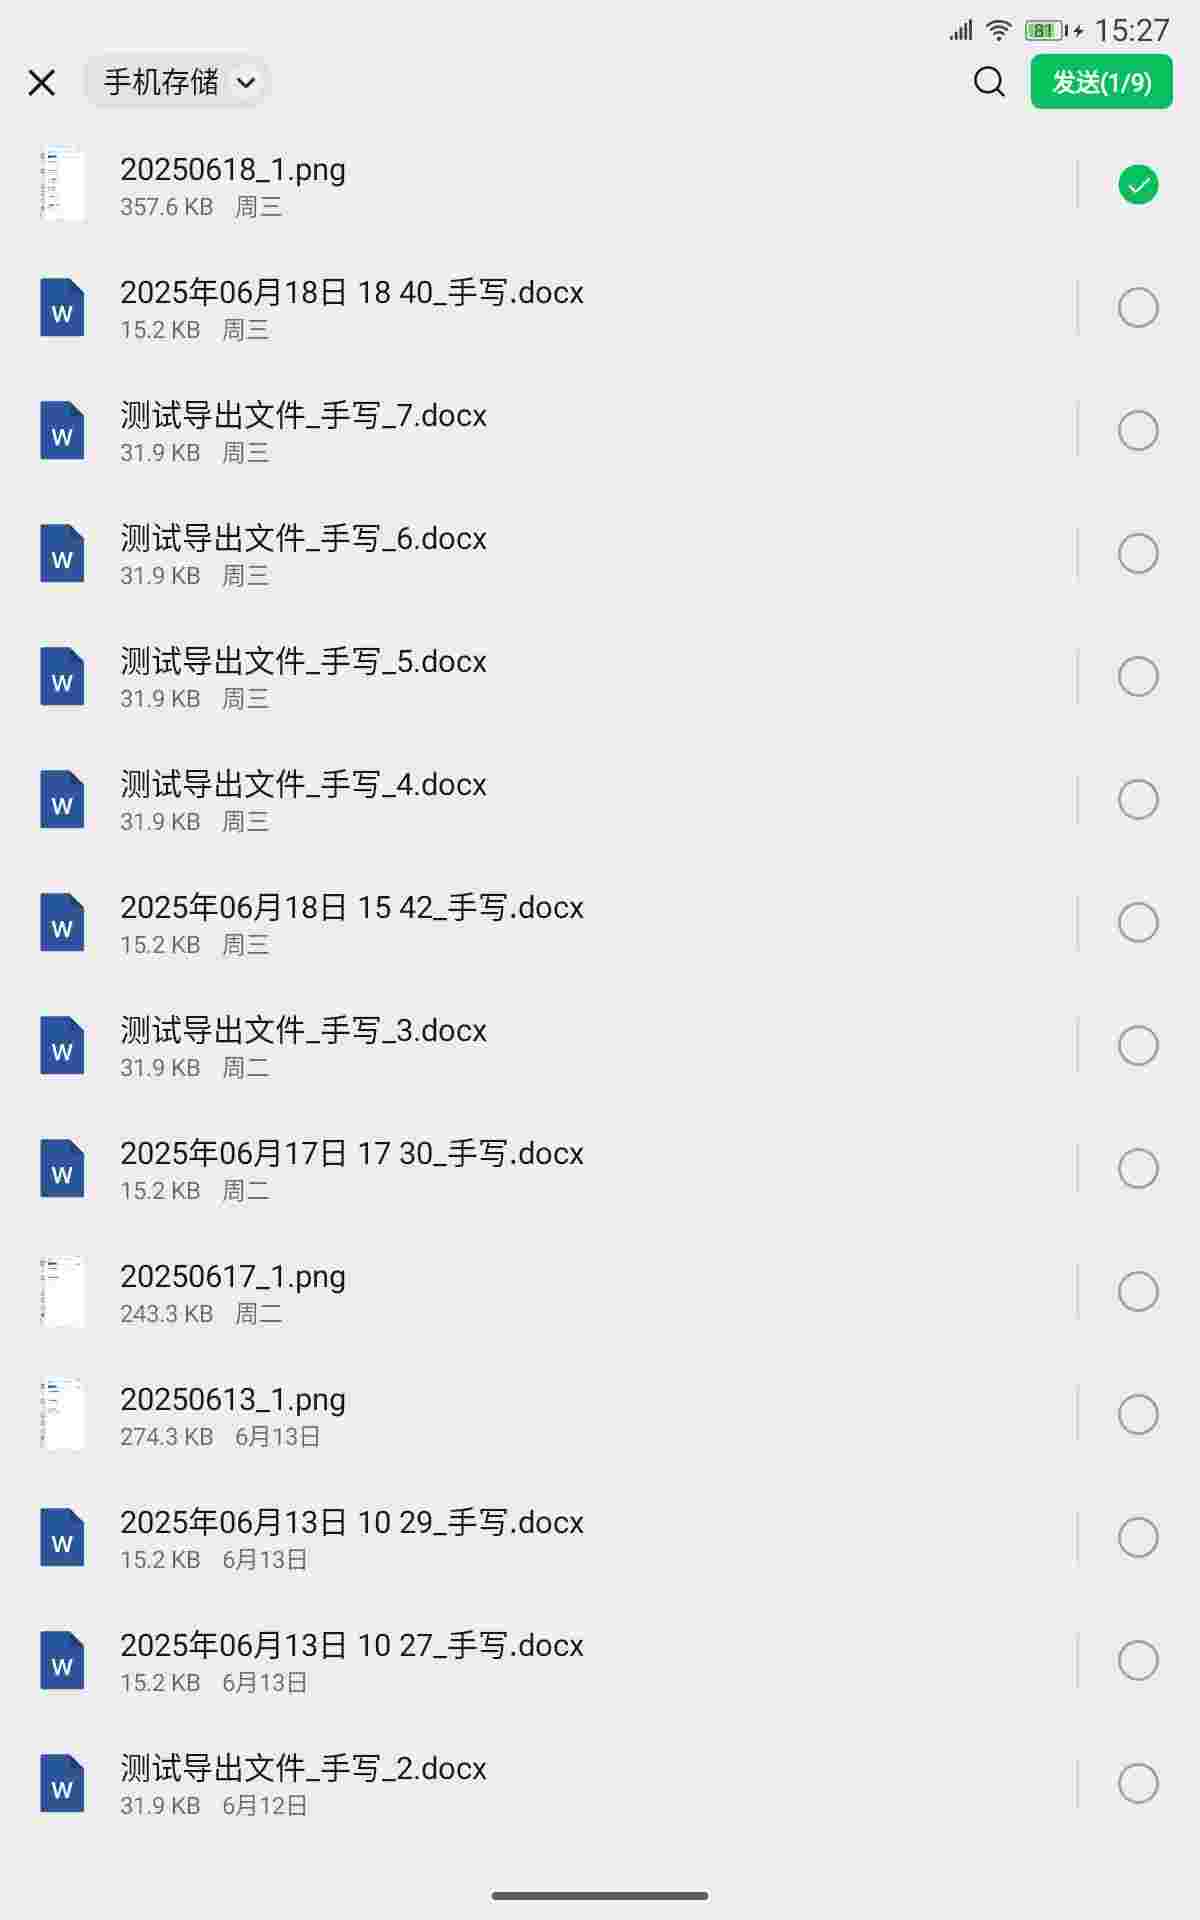 81 15:27
手机存储 发送(1/9)
20250618_1.png
357.6 KB 周三
W 2025年06月18日 18 40_手写.docx
15.2 KB 周三
W 测试导出文件_手写_7.docx
31.9 KB 周三
W 测试导出文件_手写_6.docx
31.9 KB 周三
W 测试导出文件_手写_5.docx
31.9 KB 周三
W 测试导出文件_手写_4.docx
31.9 KB 周三
W 2025年06月18日 15 42_手写.docx
15.2 KB 周三
W 测试导出文件_手写_3.docx
31.9 KB 周二
W 2025年06月17日 17 30_手写.docx
15.2 KB 周二
20250617_1.png
243.3 KB 周二
20250613_1.png
274.3 KB 6月13日
W 2025年06月13日 10 29_手写.docx
15.2 KB 6月13日
W 2025年06月13日 10 27_手写.docx
15.2 KB 6月13日
W 测试导出文件_手写_2.docx
31.9 KB 6月12日